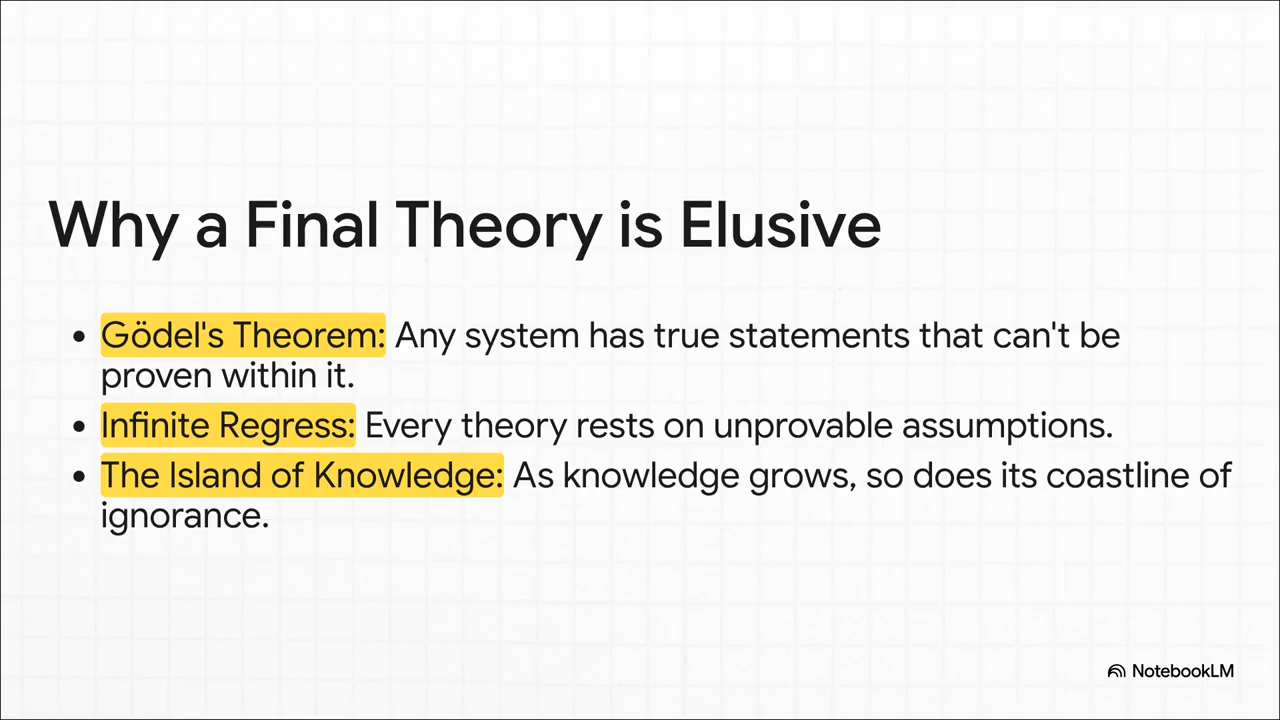 Why a Final Theory is Elusive
• Gödel's Theorem: Any system has true statements that can't be
proven within it.
• Infinite Regress: Every theory rests on unprovable assumptions.
• The Island of Knowledge: As knowledge grows, so does its coastline of
ignorance.
NotebookLM